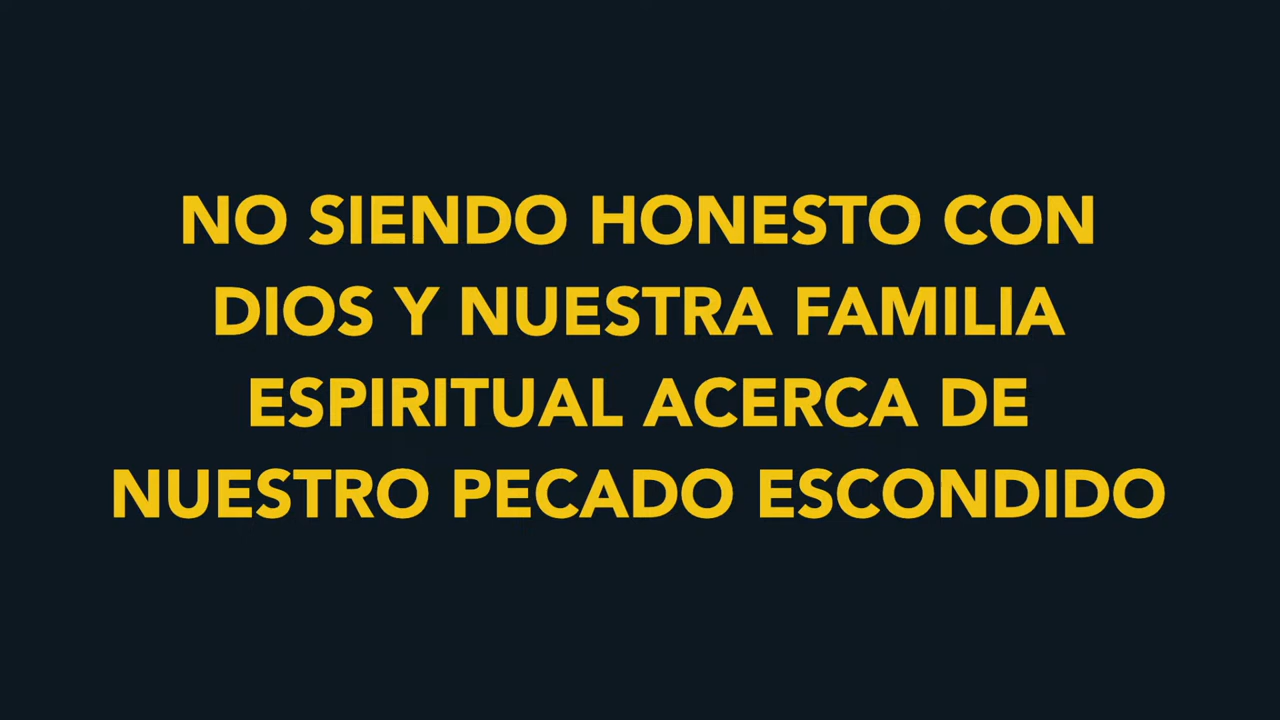 NO SIENDO HONESTO CON
DIOS Y NUESTRA FAMILIA
ESPIRITUAL ACERCA DE
NUESTRO PECADO ESCONDIDO